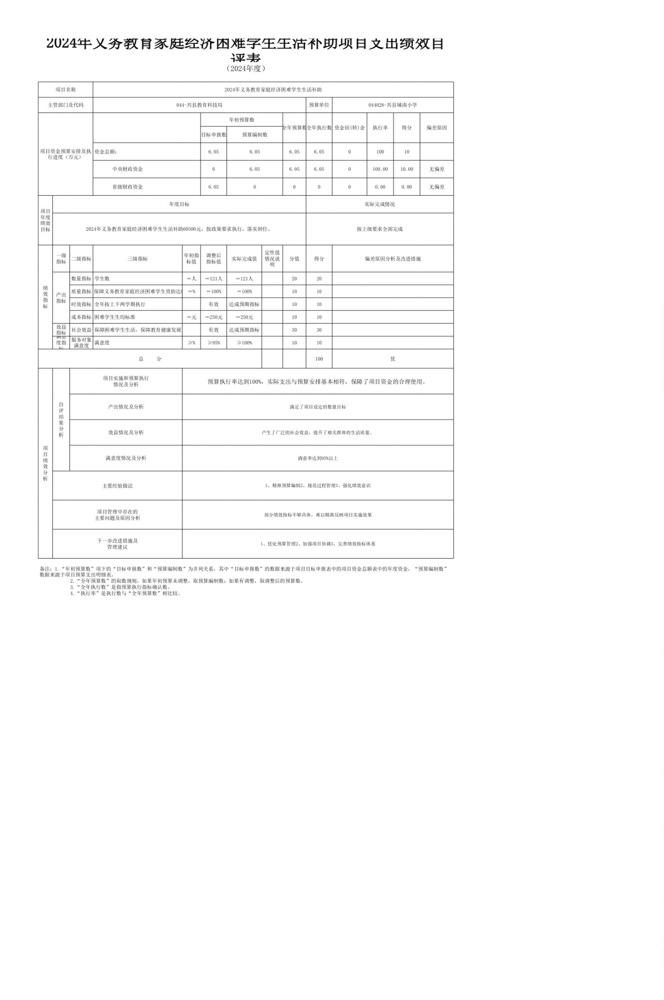 2024年义务教育家庭经济困难学生生活补助项目支出绩效目
评表
（2024年度）
项目名称 2024年义务教育家庭经济困难学生生活补助
主管部门及代码 044-兴县教育科技局 预算单位 044028-兴县城南小学
项目资金预算安排及执
行进度（万元）
年初预算数 全年预算数 全年执行数 资金结(转)余 执行率 得分 偏差原因
目标申报数 预算编制数
资金总额： 6.05 6.05 6.05 6.05 0 100 10
中央财政资金 0 6.05 6.05 6.05 0 100.00 10.00 无偏差
省级财政资金 6.05 0 0 0 0 0.00 0.00 无偏差
项目
年度
绩效
目标
年度目标 实际完成情况
2024年义务教育家庭经济困难学生生活补助60500元，按政策要求执行，落实到位。 按上级要求全部完成
绩
效
指
标
一级
指标
二级指标 三级指标
年初指
标值
调整后
指标值
实际完成值
定性值
情况说
明
分值 得分 偏差原因分析及改进措施
产出
指标
数量指标 学生数 ＝人 ＝121人 ＝121人 20 20
质量指标 保障义务教育家庭经济困难学生资助达 ＝% ＝100% ＝100% 10 10
时效指标 全年按上下两学期执行 有效 达成预期指标 10 10
成本指标 困难学生生均标准 ＝元 ＝250元 ＝250元 10 10
效益
指标
社会效益 保障困难学生生活，保障教育健康发展 有效 达成预期指标 30 30
满意
度指
标
服务对象
满意度
满意度 ≥% ≥95% ≥100% 10 10
总 分 100 优
项
目
绩
效
分
析
自
评
结
果
分
析
项目实施和预算执行
情况及分析
预算执行率达到100%，实际支出与预算安排基本相符，保障了项目资金的合理使用。
产出情况及分析 满足了项目设定的数量目标
效益情况及分析 产生了广泛的社会效益，提升了相关群体的生活质量。
满意度情况及分析 满意率达到95%以上
主要经验做法 1、精准预算编制2、规范过程管理3、强化绩效意识
项目管理中存在的
主要问题及原因分析
部分绩效指标不够具体，难以精准反映项目实施效果
下一步改进措施及
管理建议
1、优化预算管理2、加强项目协调3、完善绩效指标体系
备注：1.“年初预算数”项下的“目标申报数”和“预算编制数”为并列关系，其中“目标申报数”的数据来源于项目目标申报表中的项目资金总额表中的年度资金，“预算编制数”
数据来源于项目预算支出明细表。
2.“全年预算数”的取数规则，如果年初预算未调整，取预算编制数；如果有调整，取调整后的预算数。
3.“全年执行数”是指预算执行指标确认数。
4.“执行率”是执行数与“全年预算数”相比较。